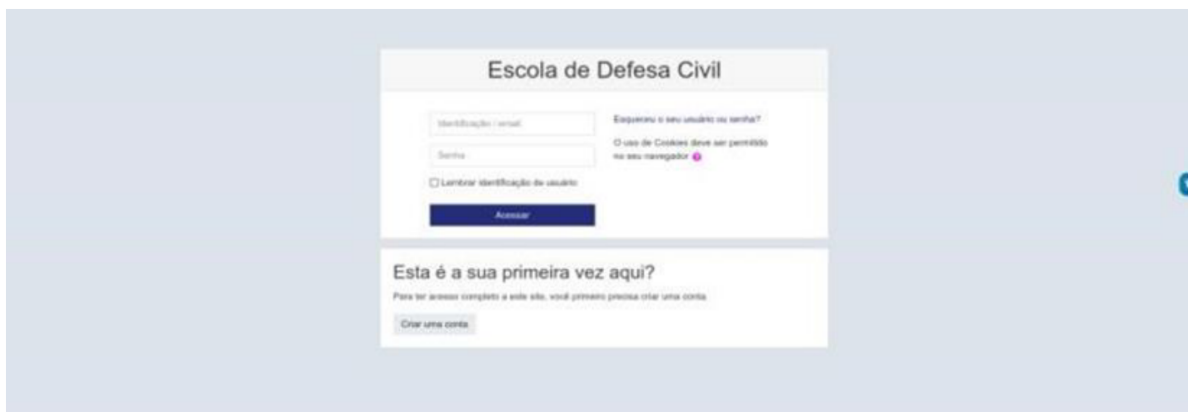 Escola de Defesa Civil
Identificação / email
Esqueceu o seu usuário ou senha?
Senha
O uso de Cookies deve ser permitido
no seu navegador
Lembrar identificação de usuário
Acessar
Esta é a sua primeira vez aqui?
Para ter acesso completo a este site, você primeiro precisa criar uma conta.
Criar uma conta